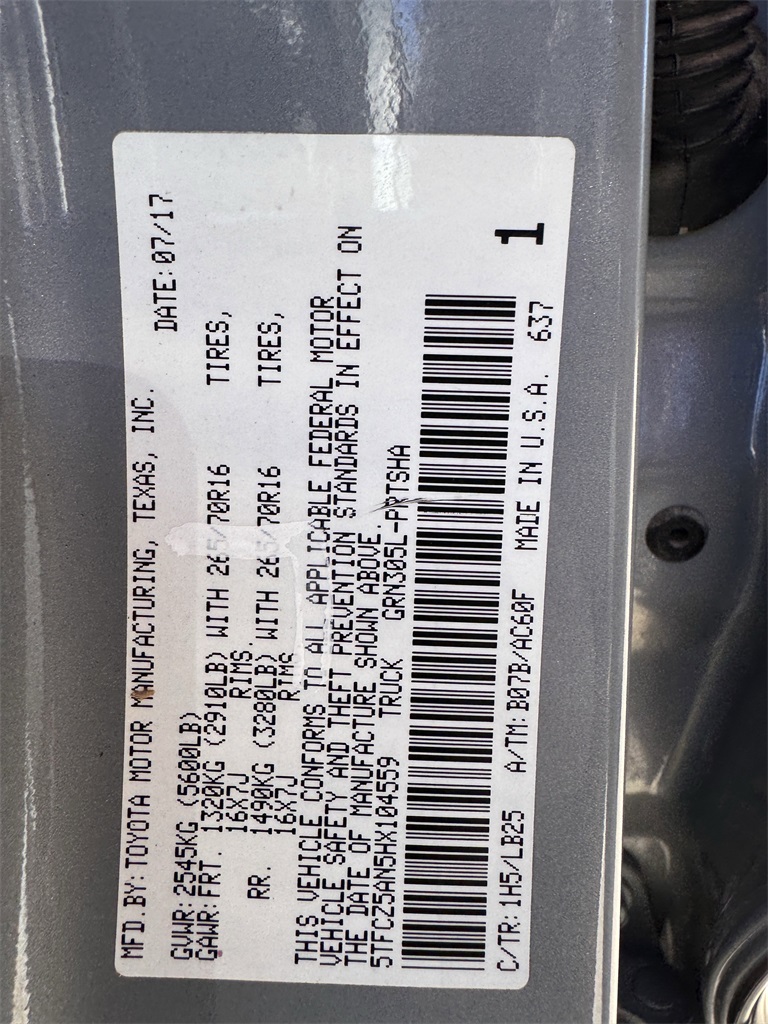 MFD.BY:TOYOTA MOTOR MANUFACTURING, TEXAS, INC.
DATE:07/17
GVWR:2545KG (5600LB)
GAWR:FRT. 1320KG (2910LB) WITH 265/70R16 TIRES,
16X7J RIMS,
RR. 1490KG (3280LB) WITH 265/70R16 TIRES,
16X7J RIMS
THIS VEHICLE CONFORMS TO ALL APPLICABLE FEDERAL MOTOR
VEHICLE SAFETY AND THEFT PREVENTION STANDARDS IN EFFECT ON
THE DATE OF MANUFACTURE SHOWN ABOVE.
5TFCZ5AN5HX104559 TRUCK GRN305L-PRTSHA
1
C/TR:1H5/LB25 A/TM:B07B/AC60F MADE IN U.S.A. 637